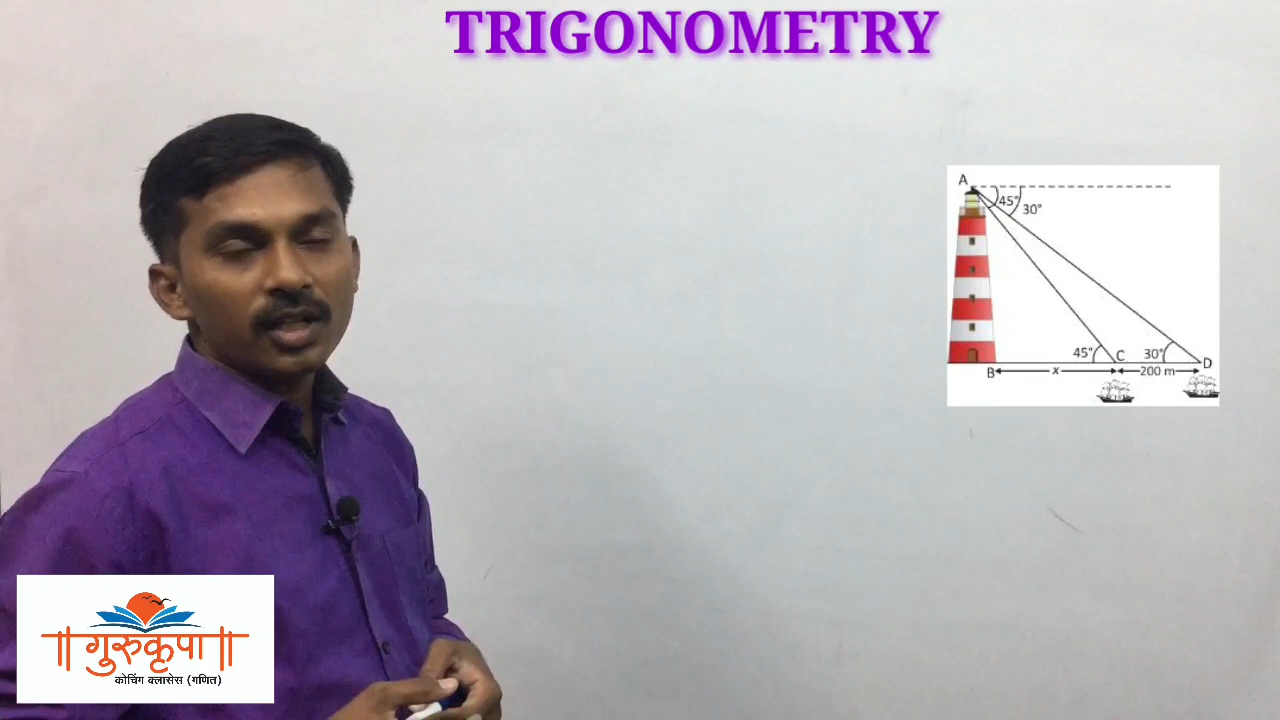 TRIGONOMETRY
A
45°
30°
45° C 30° D
B x 200 m
|| गुरुकृपा ||
कोचिंग क्लासेस (गणित)